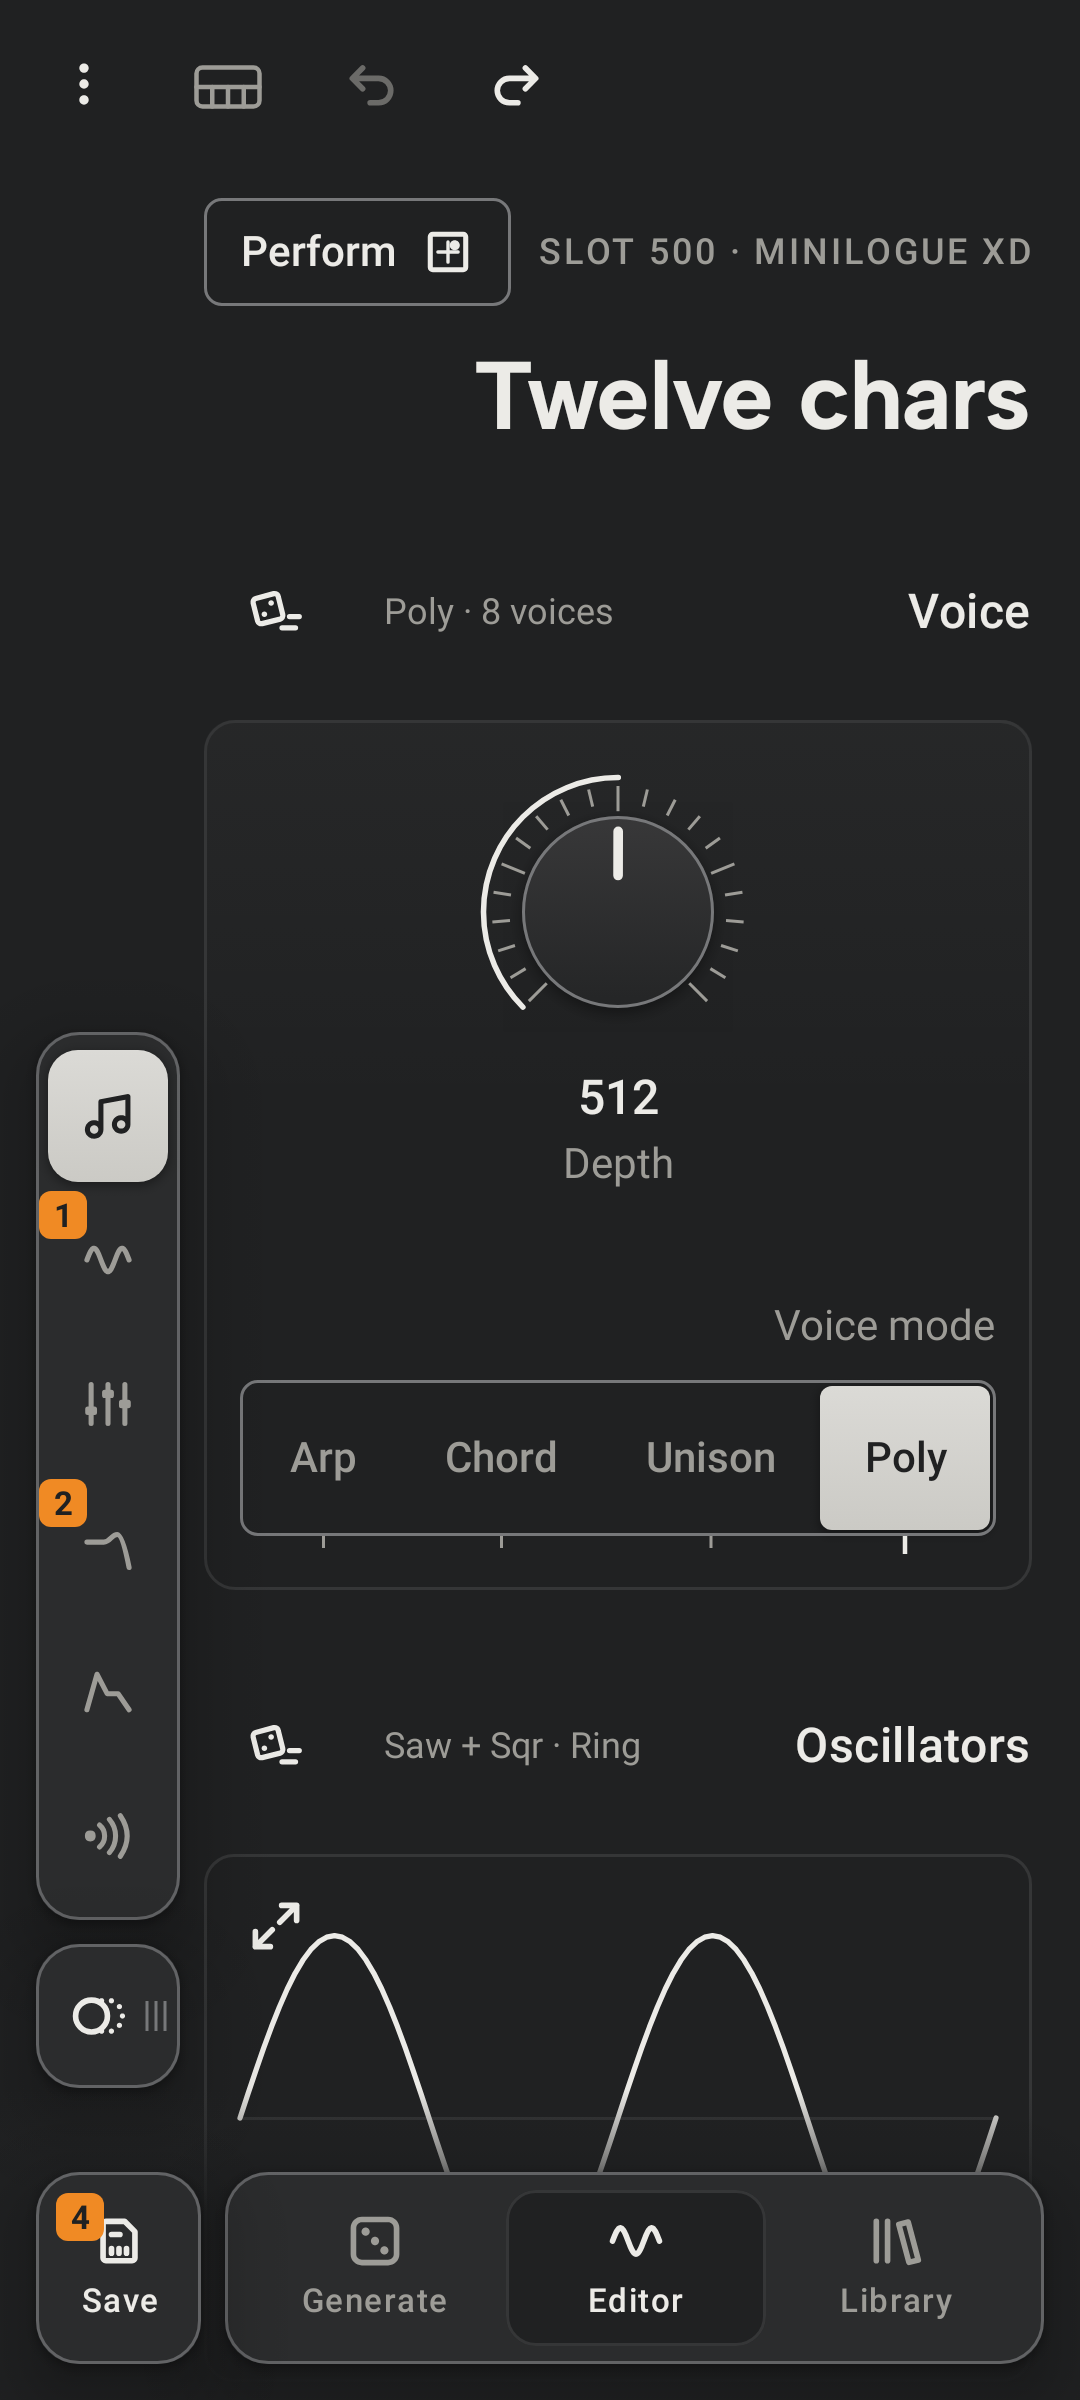 Perform
SLOT 500 · MINILOGUE XD
Twelve chars
Poly · 8 voices
Voice
512
Depth
1
Voice mode
Arp Chord Unison Poly
2
Saw + Sqr · Ring
Oscillators
4
Save
Generate
Editor
Library